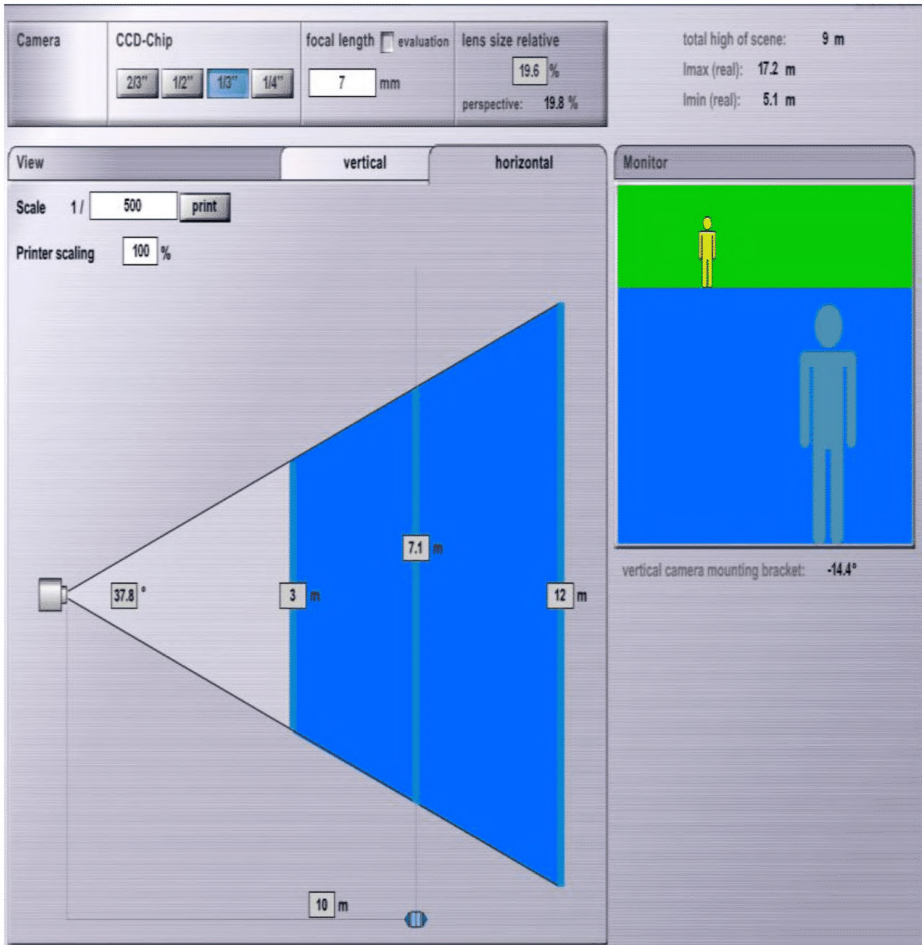 Camera
CCD-Chip
focal length evaluation
lens size relative
total high of scene: 9 m
2/3" 1/2" 1/3" 1/4"
7 mm
19.6 %
lmax (real): 17.2 m
perspective: 19.8 %
lmin (real): 5.1 m
View
vertical
horizontal
Monitor
Scale 1 / 500 print
Printer scaling 100 %
7.1 m
vertical camera mounting bracket: -14.4°
37.8 °
3 m
12 m
10 m